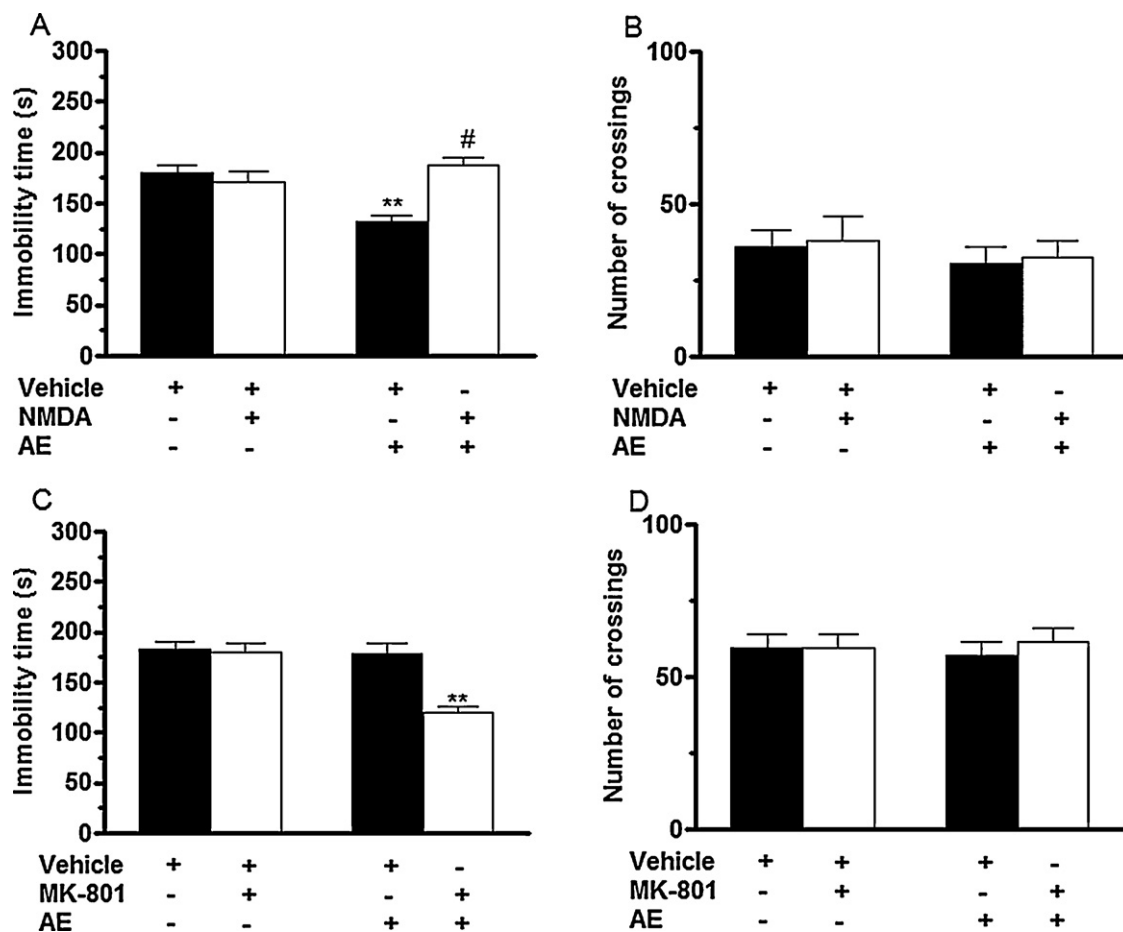 A
Immobility time (s)
300
250
200
150
100
50
0
**
#
Vehicle + + + -
NMDA - + - +
AE - - + +
B
Number of crossings
100
50
0
Vehicle + + + -
NMDA - + - +
AE - - + +
C
Immobility time (s)
300
250
200
150
100
50
0
**
Vehicle + + + -
MK-801 - + - +
AE - - + +
D
Number of crossings
100
50
0
Vehicle + + + -
MK-801 - + - +
AE - - + +